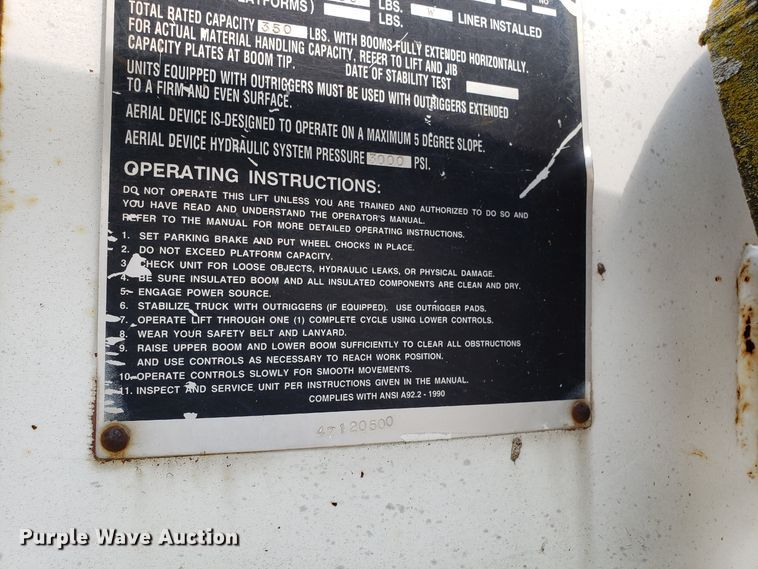 PLATFORMS) LBS.
LBS. W LINER INSTALLED
NO
TOTAL RATED CAPACITY 350 LBS. WITH BOOMS FULLY EXTENDED HORIZONTALLY.
FOR ACTUAL MATERIAL HANDLING CAPACITY, REFER TO LIFT AND JIB
CAPACITY PLATES AT BOOM TIP. DATE OF STABILITY TEST
UNITS EQUIPPED WITH OUTRIGGERS MUST BE USED WITH OUTRIGGERS EXTENDED
TO A FIRM AND EVEN SURFACE.
AERIAL DEVICE IS DESIGNED TO OPERATE ON A MAXIMUM 5 DEGREE SLOPE.
AERIAL DEVICE HYDRAULIC SYSTEM PRESSURE 3000 PSI.
OPERATING INSTRUCTIONS:
DO NOT OPERATE THIS LIFT UNLESS YOU ARE TRAINED AND AUTHORIZED TO DO SO AND
YOU HAVE READ AND UNDERSTAND THE OPERATOR'S MANUAL.
REFER TO THE MANUAL FOR MORE DETAILED OPERATING INSTRUCTIONS.
1. SET PARKING BRAKE AND PUT WHEEL CHOCKS IN PLACE.
2. DO NOT EXCEED PLATFORM CAPACITY.
3. CHECK UNIT FOR LOOSE OBJECTS, HYDRAULIC LEAKS, OR PHYSICAL DAMAGE.
4. BE SURE INSULATED BOOM AND ALL INSULATED COMPONENTS ARE CLEAN AND DRY.
5. ENGAGE POWER SOURCE.
6. STABILIZE TRUCK WITH OUTRIGGERS (IF EQUIPPED). USE OUTRIGGER PADS.
7. OPERATE LIFT THROUGH ONE (1) COMPLETE CYCLE USING LOWER CONTROLS.
8. WEAR YOUR SAFETY BELT AND LANYARD.
9. RAISE UPPER BOOM AND LOWER BOOM SUFFICIENTLY TO CLEAR ALL OBSTRUCTIONS
AND USE CONTROLS AS NECESSARY TO REACH WORK POSITION.
10. OPERATE CONTROLS SLOWLY FOR SMOOTH MOVEMENTS.
11. INSPECT AND SERVICE UNIT PER INSTRUCTIONS GIVEN IN THE MANUAL.
COMPLIES WITH ANSI A92.2 - 1990
Purple Wave Auction